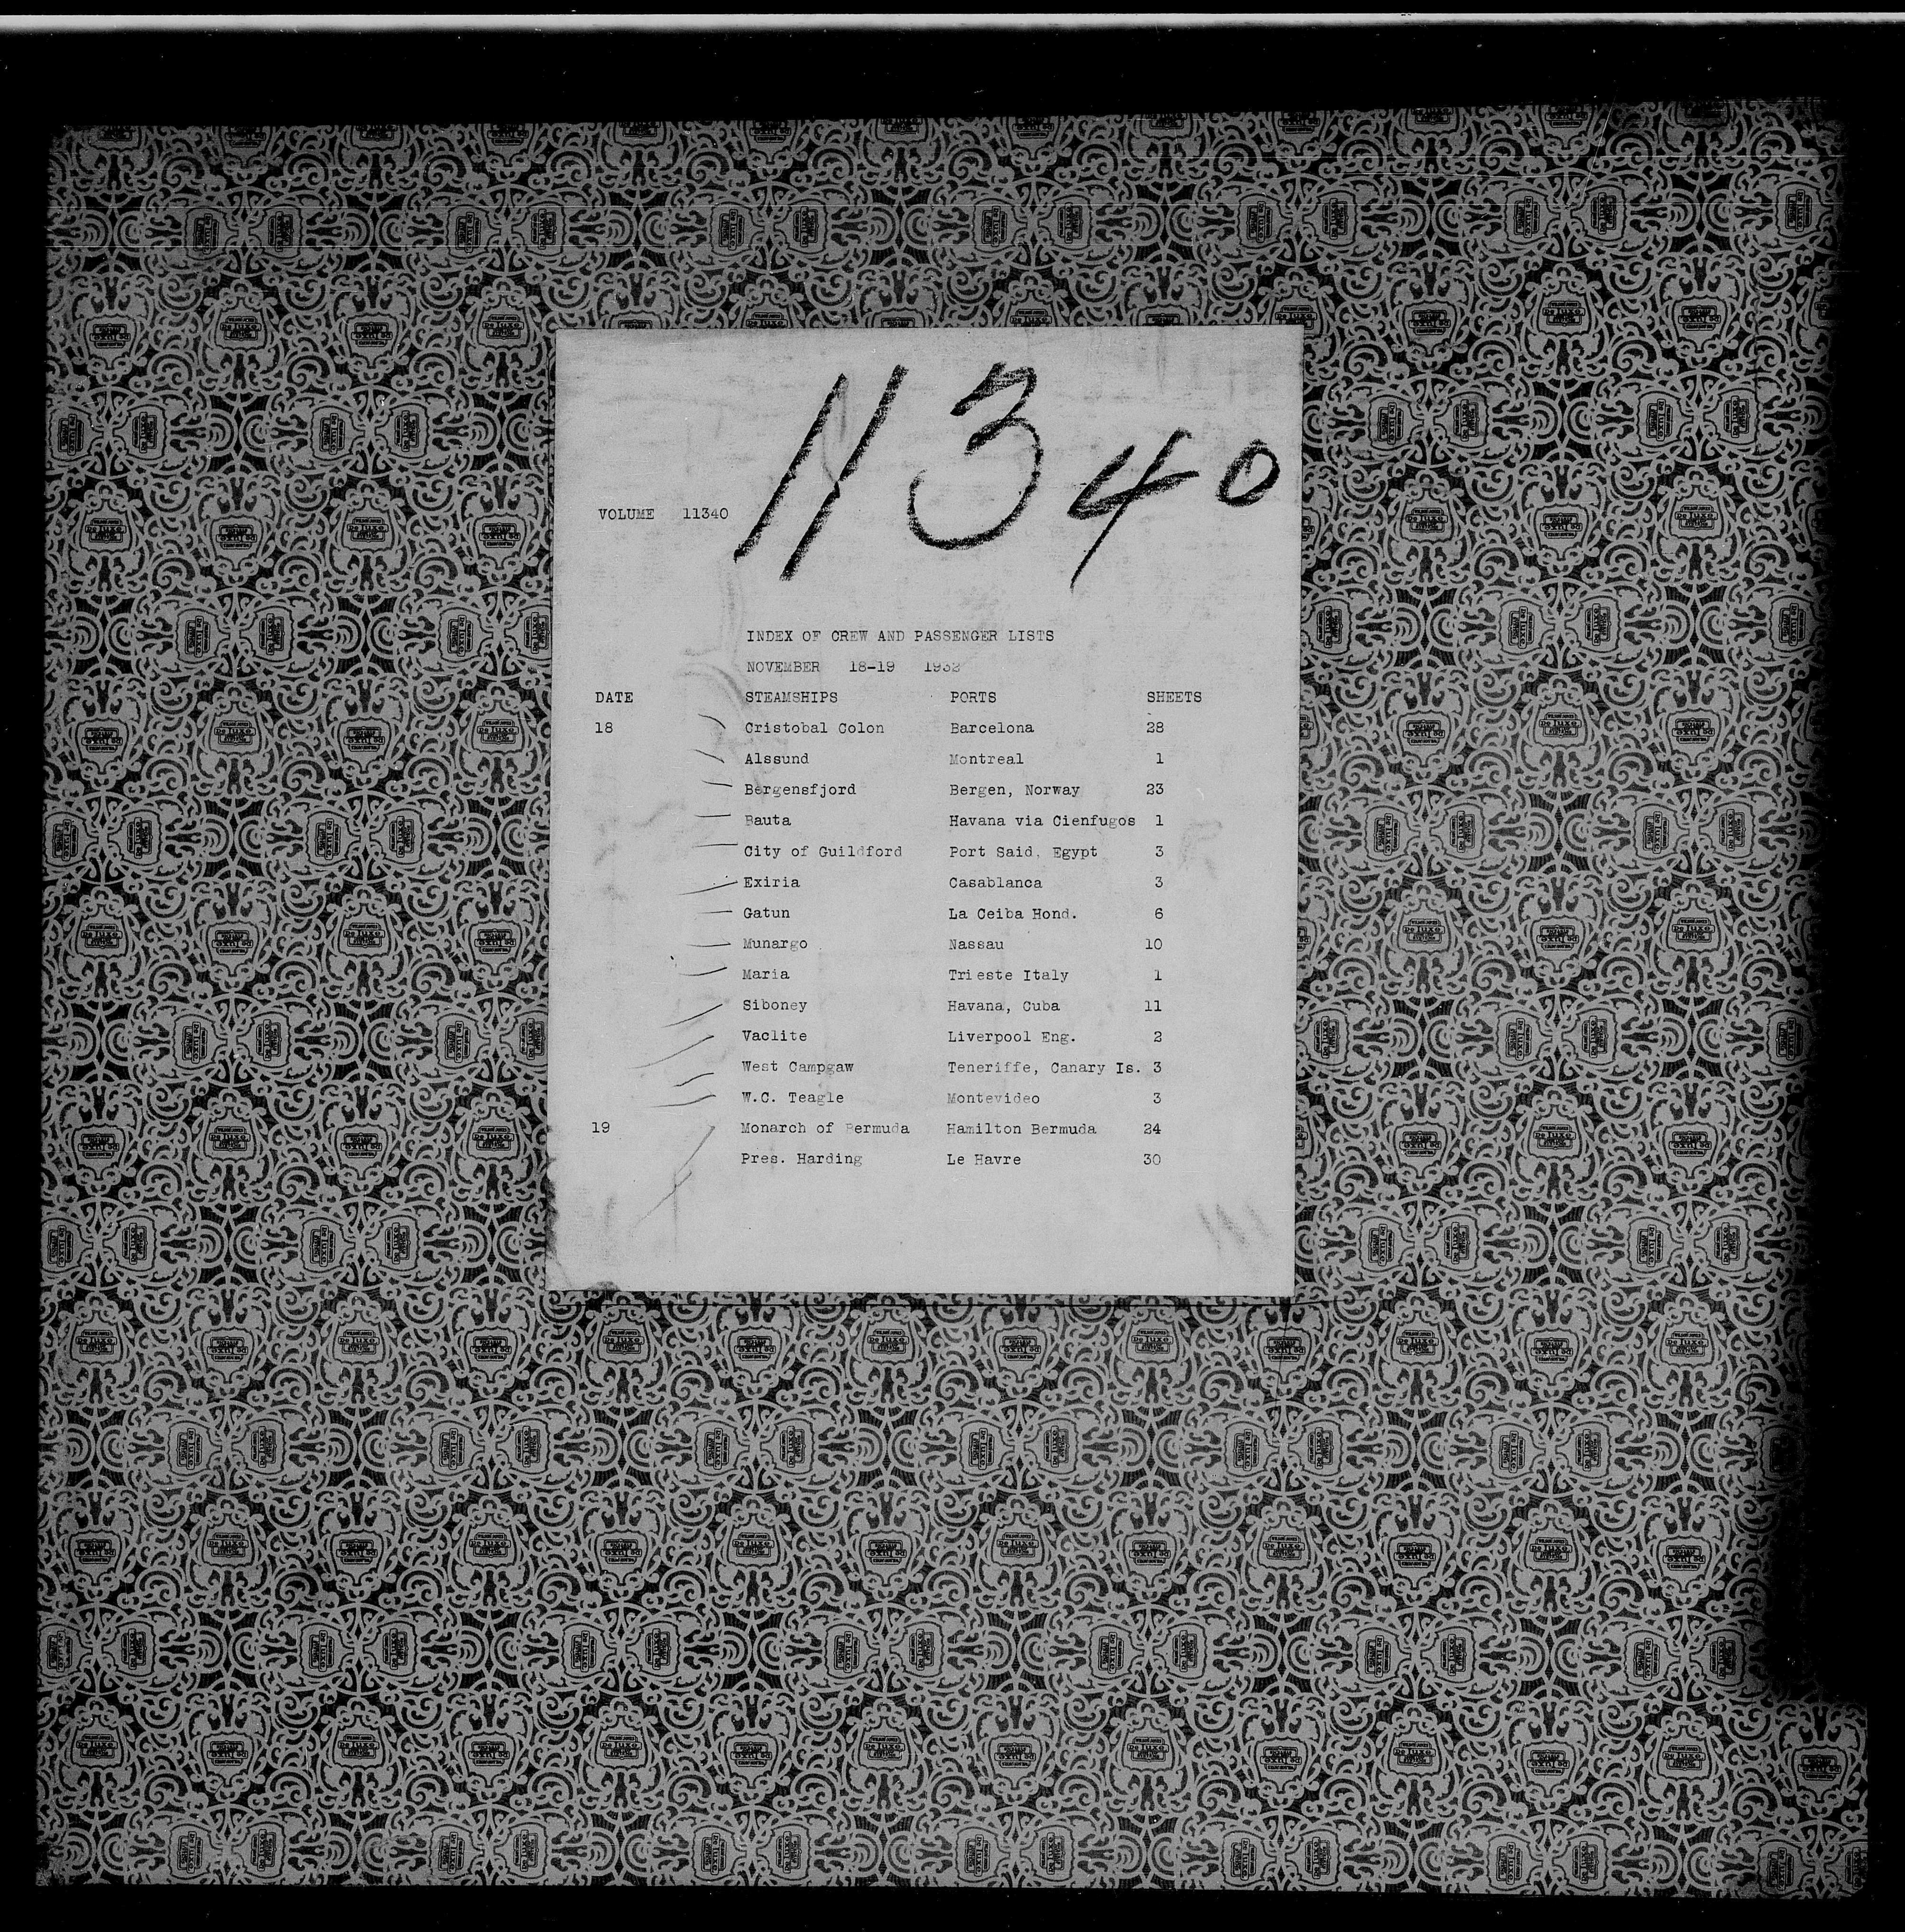 11340
VOLUME 11340
INDEX OF CREW AND PASSENGER LISTS
NOVEMBER 18-19 1932
DATE STEAMSHIPS PORTS SHEETS
18 Cristobal Colon Barcelona 28
Alssund Montreal 1
Bergensfjord Bergen, Norway 23
Bauta Havana via Cienfugos 1
City of Guildford Port Said, Egypt 3
Exiria Casablanca 3
Gatun La Ceiba Hond. 6
Munargo Nassau 10
Maria Trieste Italy 1
Siboney Havana, Cuba 11
Vaclite Liverpool Eng. 2
West Campgaw Teneriffe, Canary Is. 3
W.C. Teagle Montevideo 3
19 Monarch of Bermuda Hamilton Bermuda 24
Pres. Harding Le Havre 30